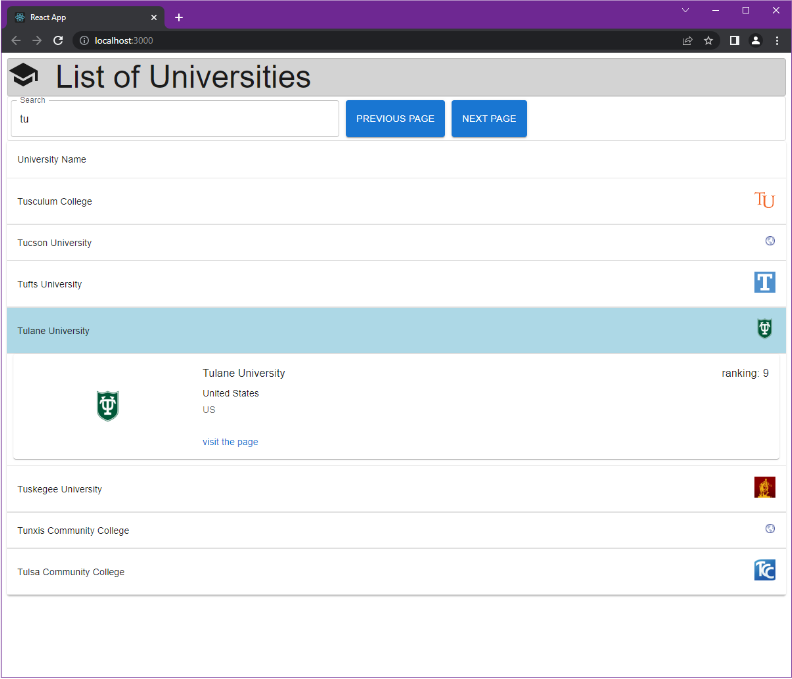 React App
localhost:3000
List of Universities
Search
tu
PREVIOUS PAGE
NEXT PAGE
University Name
Tusculum College
TU
Tucson University
Tufts University
T
Tulane University
Tulane University
ranking: 9
United States
US
visit the page
Tuskegee University
Tunxis Community College
Tulsa Community College
TCC